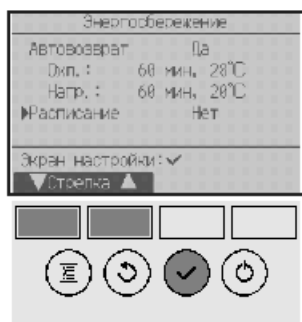 Энергосбережение
Автовозврат Да
Охл.: 60 мин. 28℃
Нагр.: 60 мин. 20℃
▶Расписание Нет
Экран настройки:✔
▼Стрелка▲